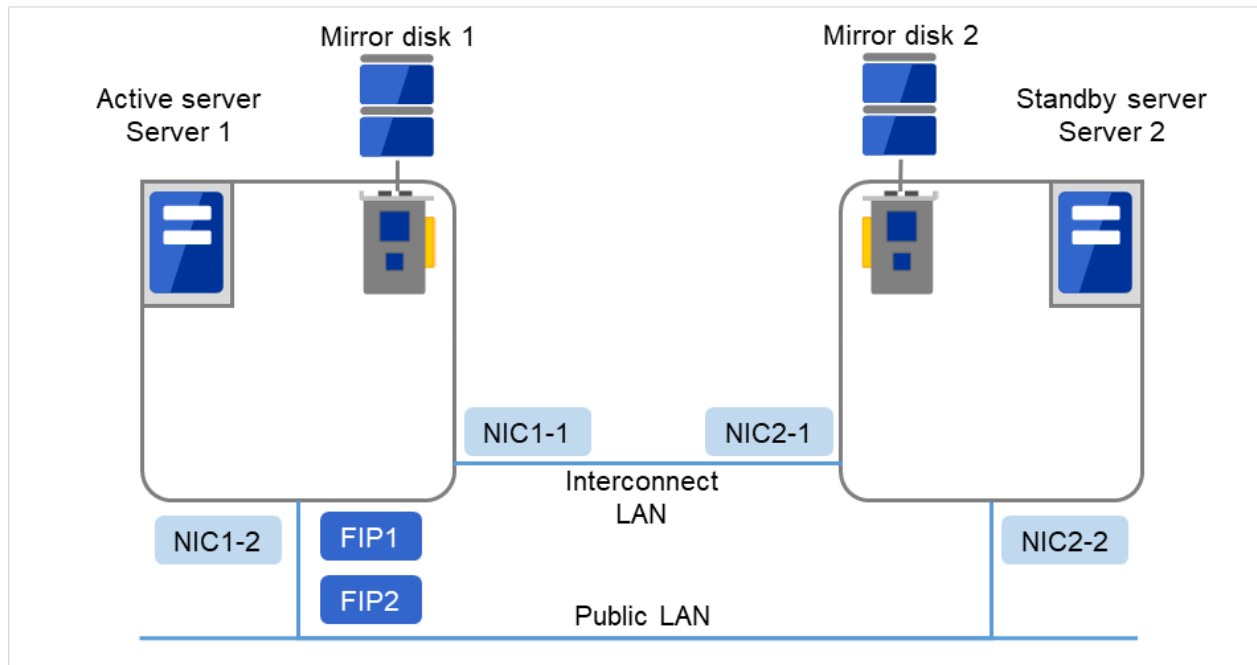 Mirror disk 1
Mirror disk 2
Active server
Server 1
Standby server
Server 2
NIC1-1
NIC2-1
Interconnect
LAN
NIC1-2
FIP1
NIC2-2
FIP2
Public LAN